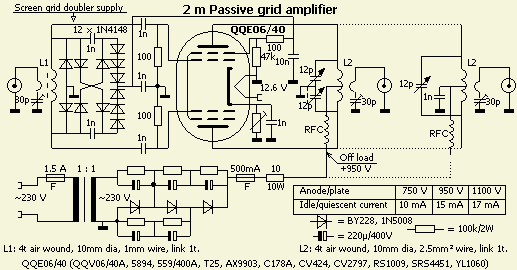 Screen grid doubler supply
2 m Passive grid amplifier
12 x 1N4148
QQE06/40
1n
1n
100
100
47k
10n
L1
12p
L2
12p
L2
30p
12.6 V
12p
30p
1n
30p
100
1n
1n
1n
RFC
RFC
Off load
+950 V
1.5 A
1 : 1
500mA
10
F
F
10W
~230 V
~230 V
Anode/plate 750 V 950 V 1100 V
Idle/quiescent current 10 mA 15 mA 17 mA
= BY228, 1N5008
= 100k/2W
= 220µ/400V
L1: 4t air wound, 10mm dia, 1mm wire, link 1t.
L2: 4t air wound, 10mm dia, 2.5mm² wire, link 1t.
QQE06/40 (QQV06/40A, 5894, 559/400A, T25, AX9903, C178A, CV424, CV2797, RS1009, SRS4451, YL1060)